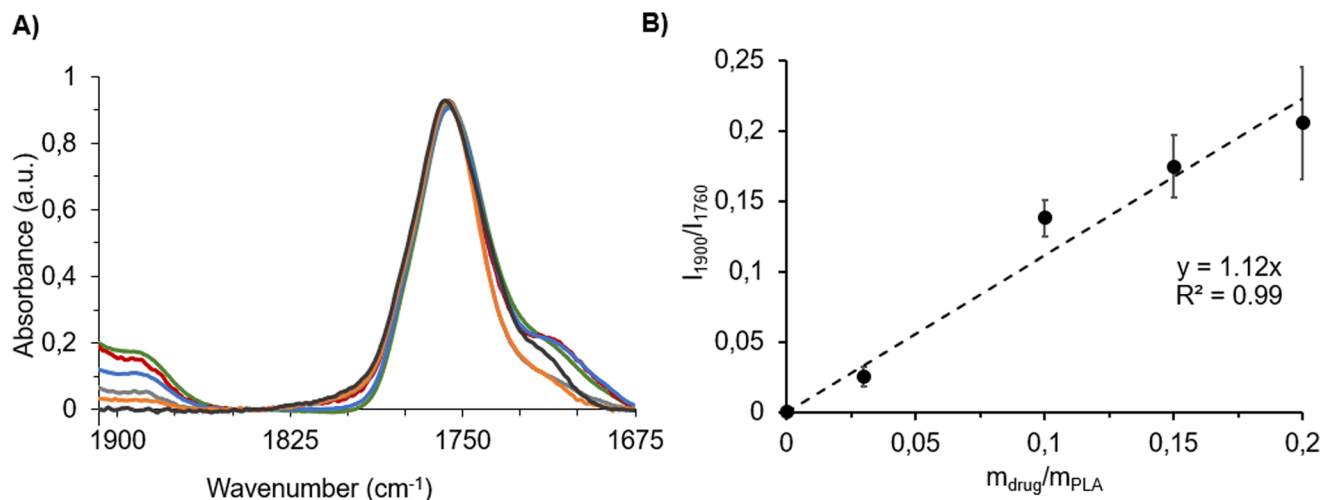 A)
1
0,8
0,6
0,4
0,2
0
Absorbance (a.u.)
1900 1825 1750 1675
Wavenumber (cm⁻¹)
B)
0,25
0,2
0,15
0,1
0,05
0
I₁₉₀₀/I₁₇₆₀
y = 1.12x
R² = 0.99
0 0,05 0,1 0,15 0,2
m_drug/m_PLA